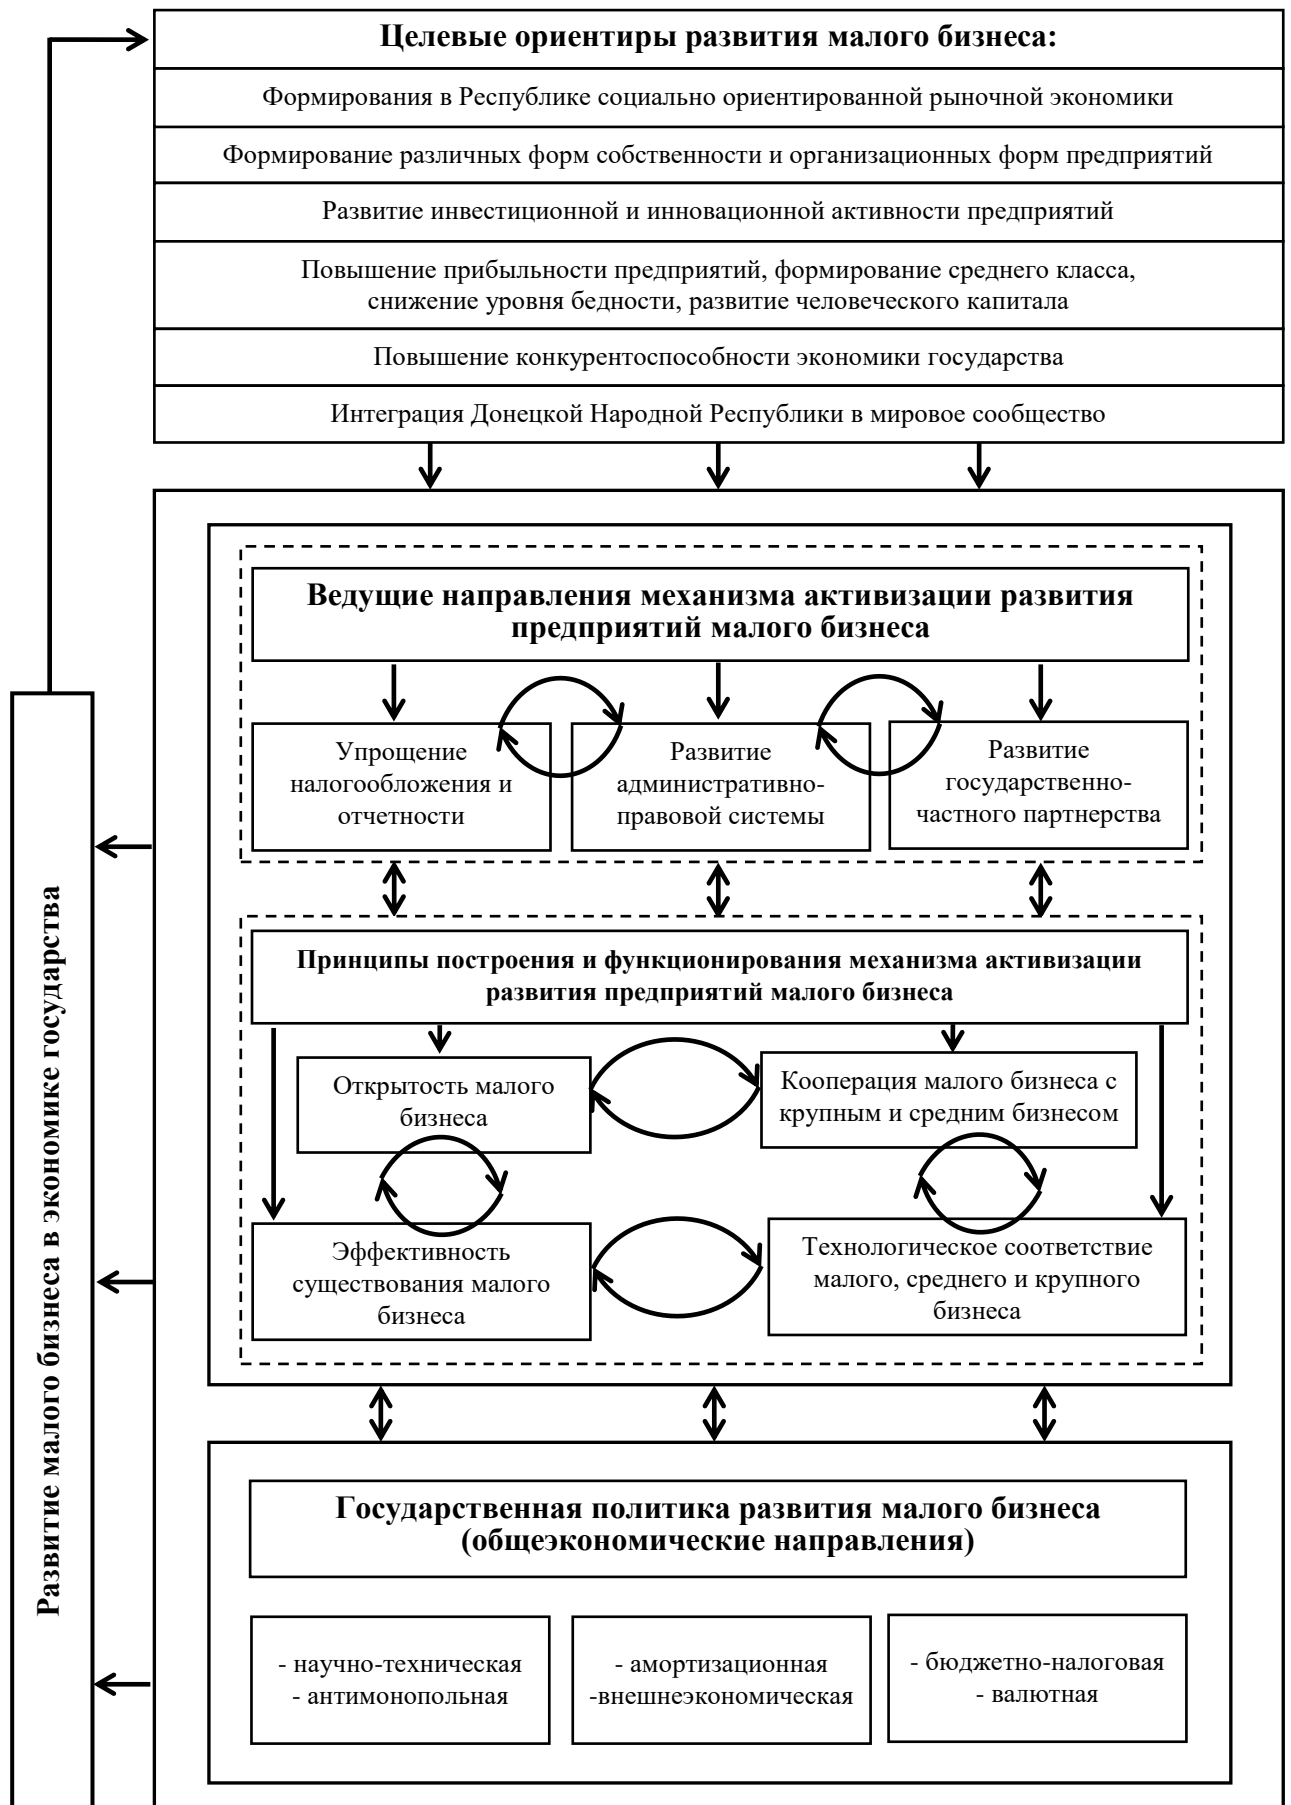 Целевые ориентиры развития малого бизнеса:
Формирования в Республике социально ориентированной рыночной экономики
Формирование различных форм собственности и организационных форм предприятий
Развитие инвестиционной и инновационной активности предприятий
Повышение прибыльности предприятий, формирование среднего класса,
снижение уровня бедности, развитие человеческого капитала
Повышение конкурентоспособности экономики государства
Интеграция Донецкой Народной Республики в мировое сообщество
Ведущие направления механизма активизации развития
предприятий малого бизнеса
Упрощение
налогообложения и
отчетности
Развитие
административно-
правовой системы
Развитие
государственно-
частного партнерства
Принципы построения и функционирования механизма активизации
развития предприятий малого бизнеса
Открытость малого
бизнеса
Кооперация малого бизнеса с
крупным и средним бизнесом
Эффективность
существования малого
бизнеса
Технологическое соответствие
малого, среднего и крупного
бизнеса
Государственная политика развития малого бизнеса
(общеэкономические направления)
- научно-техническая
- антимонопольная
- амортизационная
-внешнеэкономическая
- бюджетно-налоговая
- валютная
Развитие малого бизнеса в экономике государства